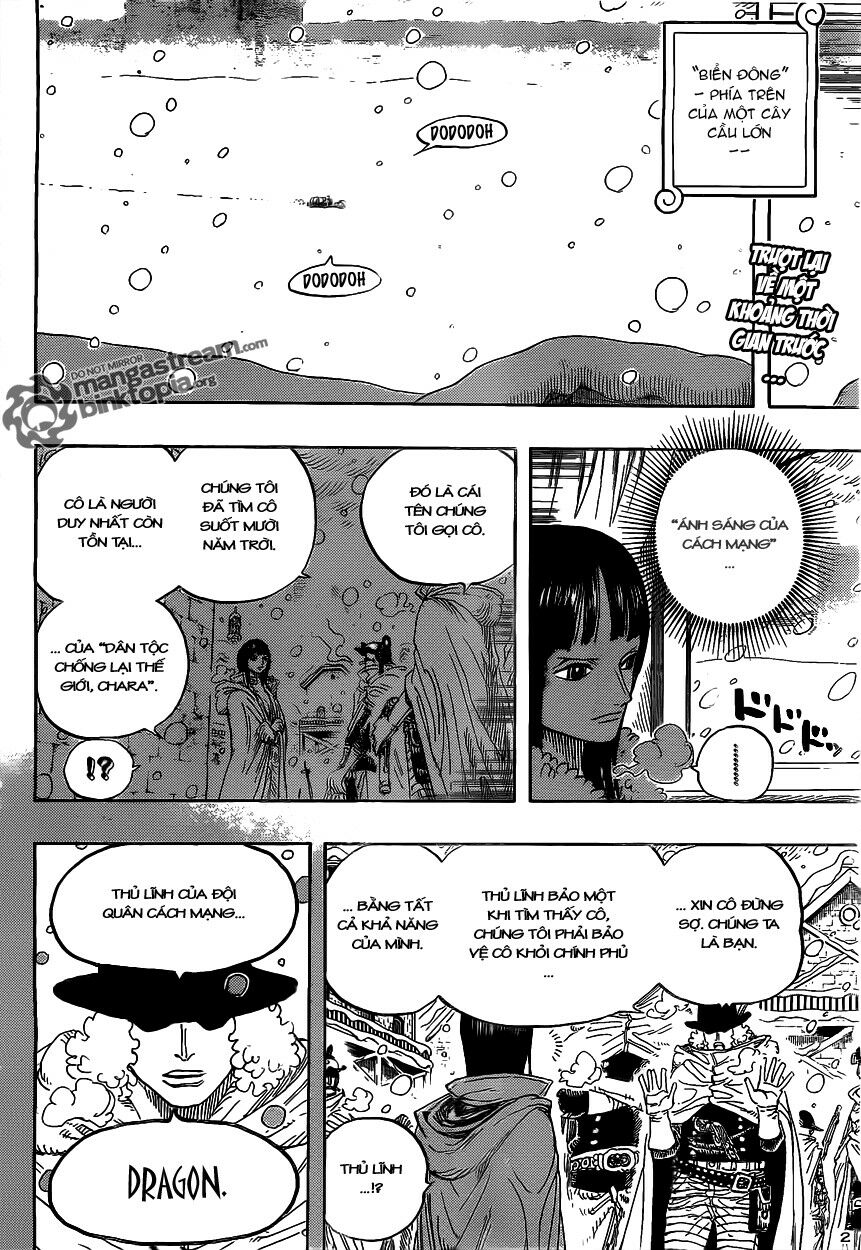 "BIỂN ĐÔNG"
– PHÍA TRÊN
CỦA MỘT CÂY
CẦU LỚN
--
DODODOH
DODODOH
TRƯỢT LẠI
VỀ MỘT
KHOẢNG THỜI
GIAN TRƯỚC
...
DO NOT MIRROR
mangastream.com
binktopia.org
"ÁNH SÁNG CỦA
CÁCH MẠNG"
...
ドドドド
.........
ĐÓ LÀ CÁI
TÊN CHÚNG
TÔI GỌI CÔ.
CHÚNG TÔI
ĐÃ TÌM CÔ
SUỐT MƯỜI
NĂM TRỜI.
CÔ LÀ NGƯỜI
DUY NHẤT CÒN
TỒN TẠI...
... CỦA "DÂN TỘC
CHỐNG LẠI THẾ
GIỚI, CHARA".
!?
... XIN CÔ ĐỪNG
SỢ. CHÚNG TA
LÀ BẠN.
THỦ LĨNH BẢO MỘT
KHI TÌM THẤY CÔ,
CHÚNG TÔI PHẢI BẢO
VỆ CÔ KHỎI CHÍNH PHỦ
...
... BẰNG TẤT
CẢ KHẢ NĂNG
CỦA MÌNH.
THỦ LĨNH
...!?
THỦ LĨNH CỦA ĐỘI
QUÂN CÁCH MẠNG...
DRAGON.
2